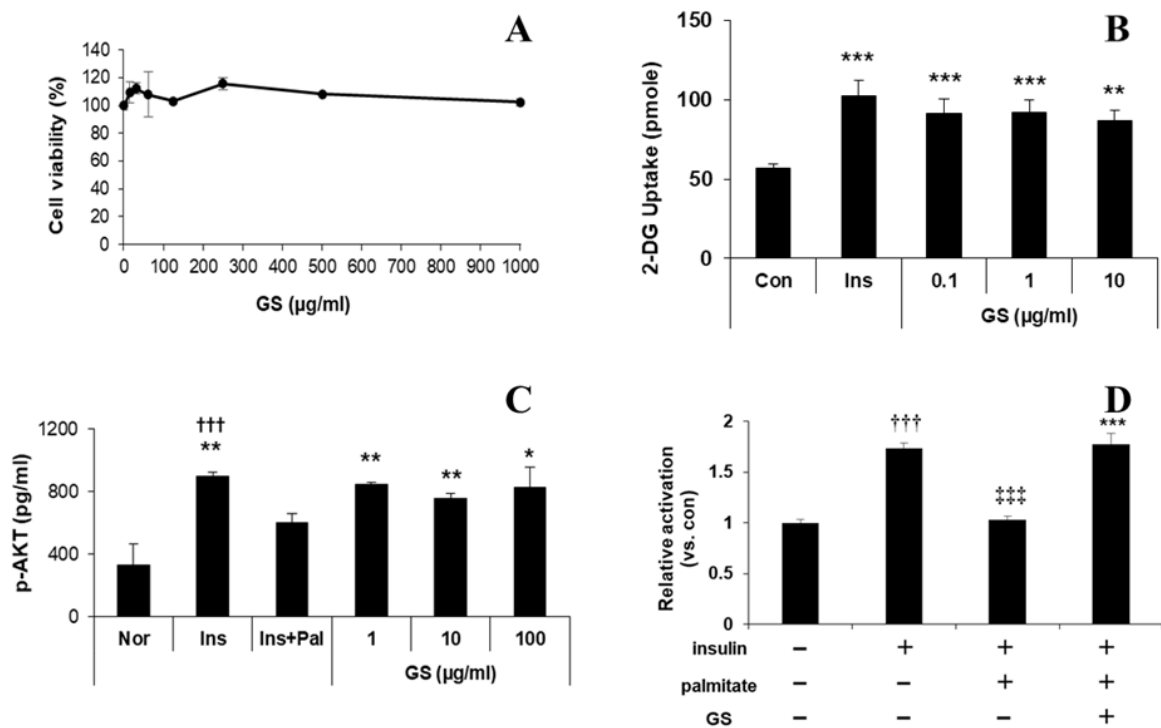 A
140
120
100
80
60
40
20
0
Cell viability (%)
0 100 200 300 400 500 600 700 800 900 1000
GS (µg/ml)
B
150
100
50
0
2-DG Uptake (pmole)
*** *** *** **
Con Ins 0.1 1 10
GS (µg/ml)
C
1200
800
400
0
p-AKT (pg/ml)
†††
** ** ** *
Nor Ins Ins+Pal 1 10 100
GS (µg/ml)
D
2
1.5
1
0.5
0
Relative activation
(vs. con)
††† ‡‡‡ ***
insulin − + + +
palmitate − − + +
GS − − − +